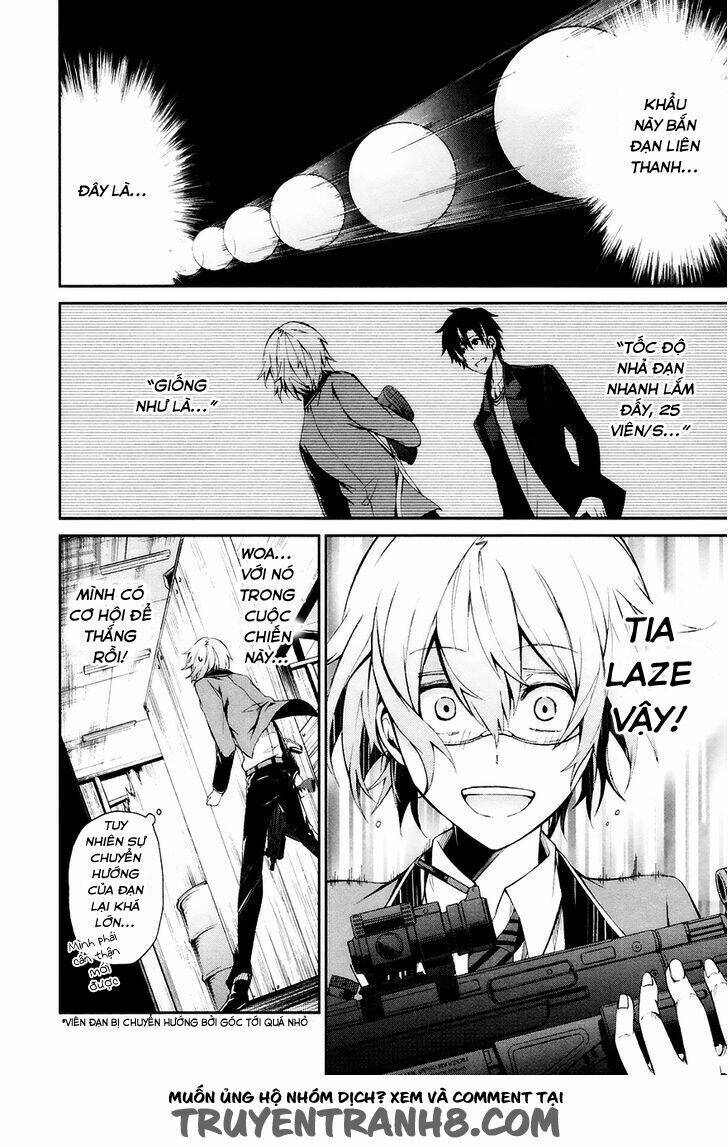 KHẨU
NÀY BẮN
ĐẠN LIÊN
THANH...
ĐÂY LÀ...
"TỐC ĐỘ
NHẢ ĐẠN
NHANH LẮM
ĐẤY, 25
VIÊN/S..."
"GIỐNG
NHƯ LÀ..."
TIA
LAZE
VẬY!
WOA...
VỚI NÓ
TRONG
CUỘC
CHIẾN
NÀY...
MÌNH CÓ
CƠ HỘI ĐỂ
THẮNG
RỒI!
TUY
NHIÊN SỰ
CHUYỂN
HƯỚNG
CỦA ĐẠN
LẠI KHÁ
LỚN...
Mình phải
cẩn thận
mới
được
*VIÊN ĐẠN BỊ CHUYỂN HƯỚNG BỞI GÓC TỚI QUÁ NHỎ
MUỐN ỦNG HỘ NHÓM DỊCH? XEM VÀ COMMENT TẠI
TRUYENTRANH8.COM